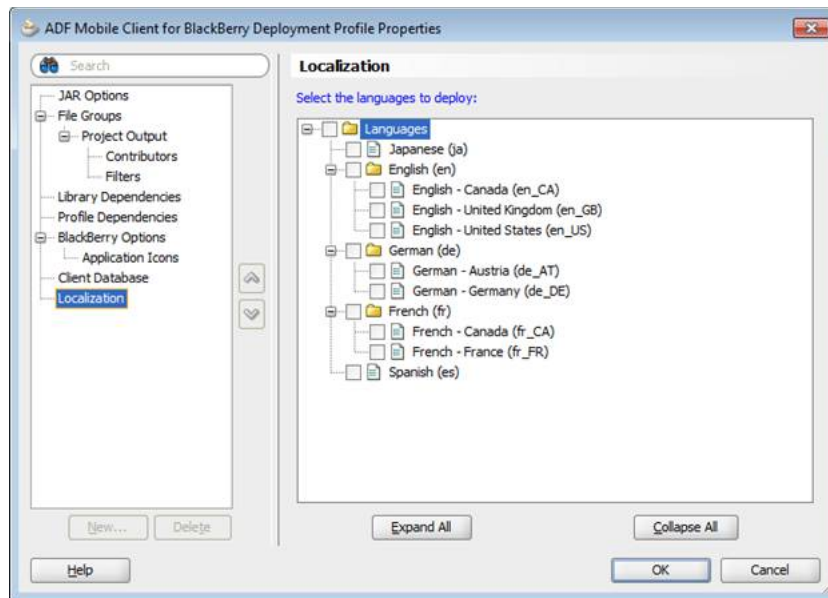 ADF Mobile Client for BlackBerry Deployment Profile Properties
Search
JAR Options
File Groups
Project Output
Contributors
Filters
Library Dependencies
Profile Dependencies
BlackBerry Options
Application Icons
Client Database
Localization
New...
Delete
Localization
Select the languages to deploy:
Languages
Japanese (ja)
English (en)
English - Canada (en_CA)
English - United Kingdom (en_GB)
English - United States (en_US)
German (de)
German - Austria (de_AT)
German - Germany (de_DE)
French (fr)
French - Canada (fr_CA)
French - France (fr_FR)
Spanish (es)
Expand All
Collapse All
Help
OK
Cancel